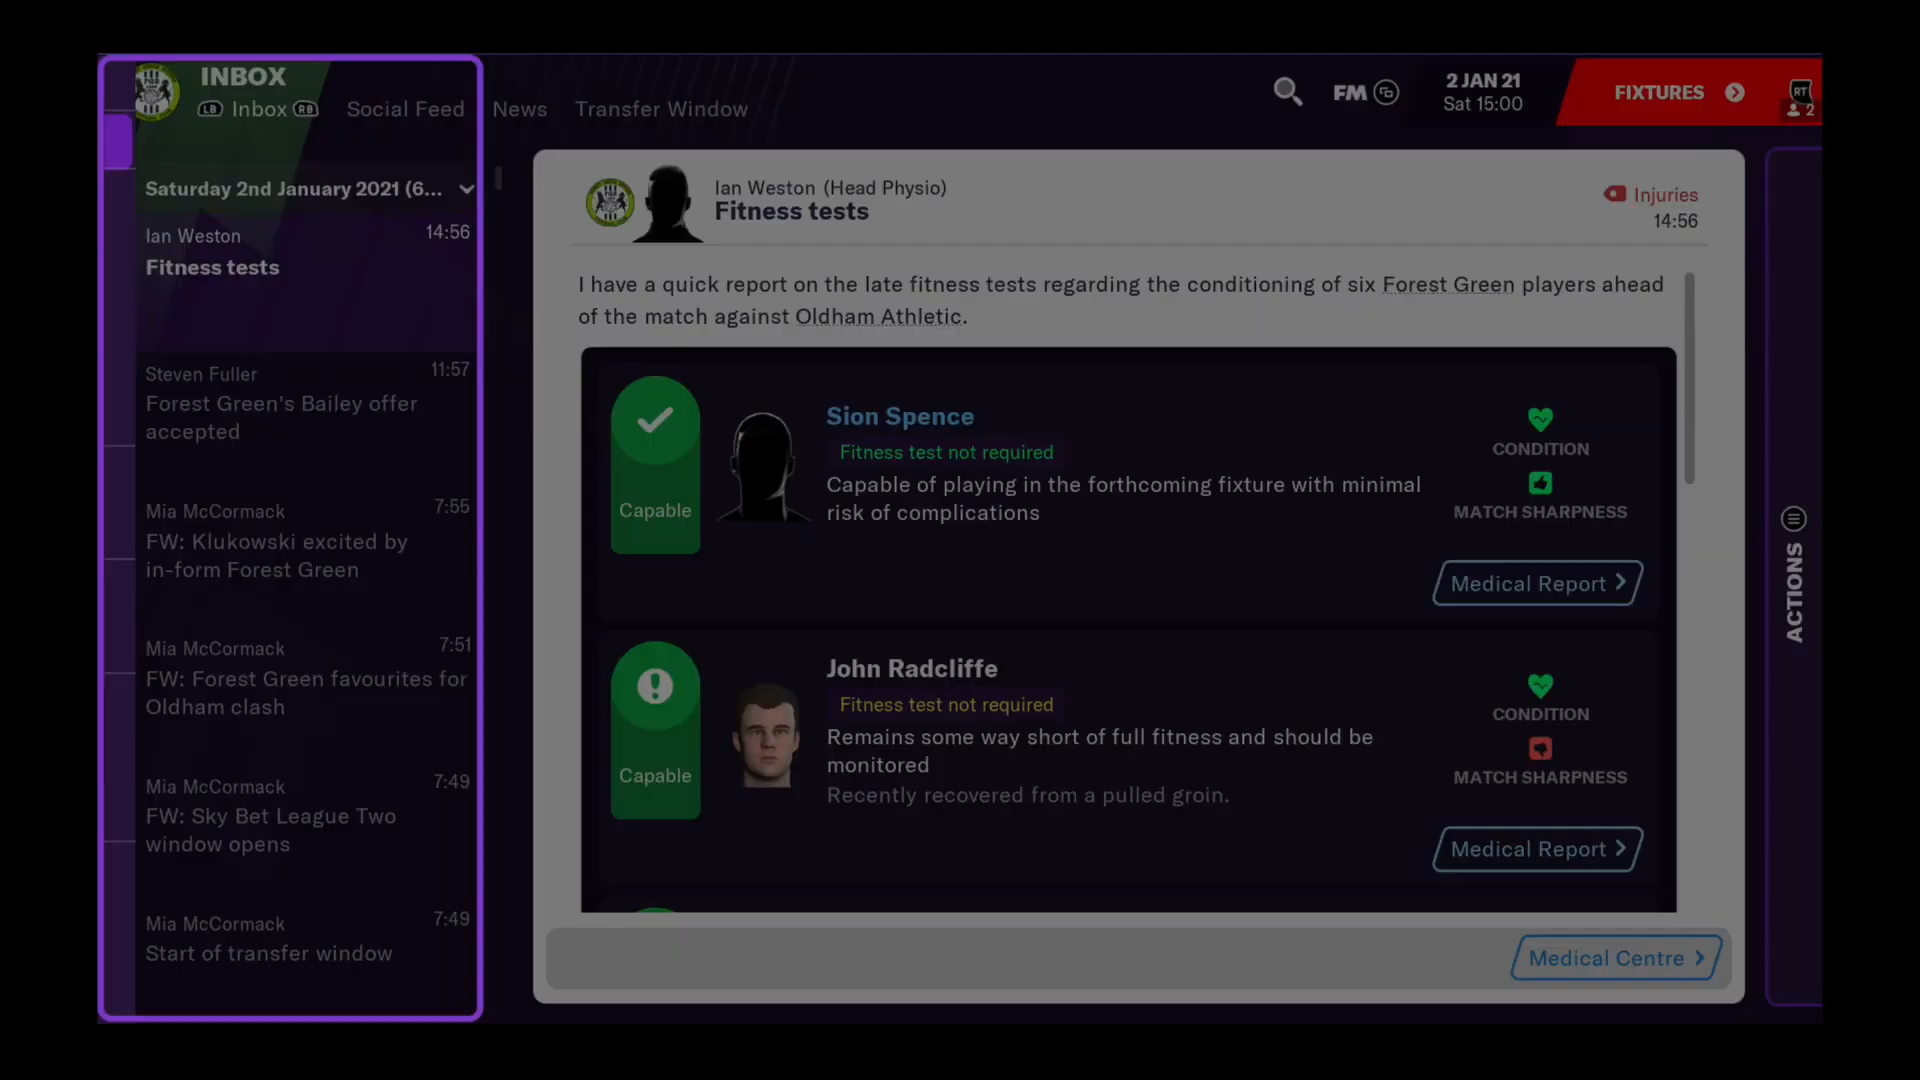 INBOX
LB Inbox RB Social Feed News Transfer Window
FM
2 JAN 21
Sat 15:00
FIXTURES
RT
2
Saturday 2nd January 2021 (6...
Ian Weston 14:56
Fitness tests
Steven Fuller 11:57
Forest Green's Bailey offer
accepted
Mia McCormack 7:55
FW: Klukowski excited by
in-form Forest Green
Mia McCormack 7:51
FW: Forest Green favourites for
Oldham clash
Mia McCormack 7:49
FW: Sky Bet League Two
window opens
Mia McCormack 7:49
Start of transfer window
Ian Weston (Head Physio)
Fitness tests
Injuries
14:56
I have a quick report on the late fitness tests regarding the conditioning of six Forest Green players ahead
of the match against Oldham Athletic.
Capable
Sion Spence
Fitness test not required
Capable of playing in the forthcoming fixture with minimal
risk of complications
CONDITION
MATCH SHARPNESS
Medical Report
Capable
John Radcliffe
Fitness test not required
Remains some way short of full fitness and should be
monitored
Recently recovered from a pulled groin.
CONDITION
MATCH SHARPNESS
Medical Report
Medical Centre
ACTIONS